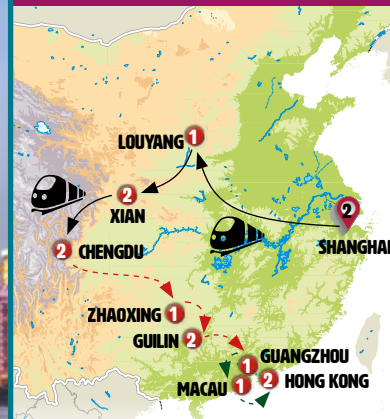 LOUYANG 1
2
XIAN
2
SHANGHAI
2 CHENGDU
ZHAOXING 1
GUILIN 2
GUANGZHOU
1
MACAU 1
2 HONG KONG